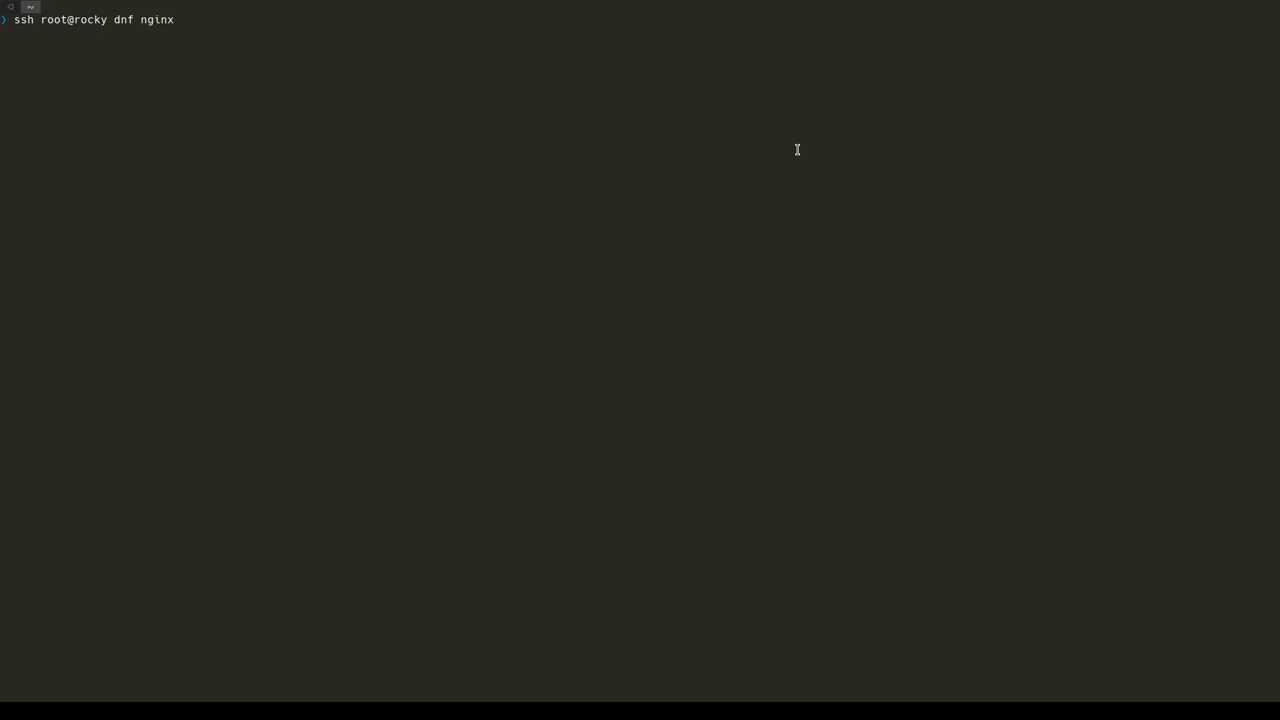 ~
❯ ssh root@rocky dnf nginx